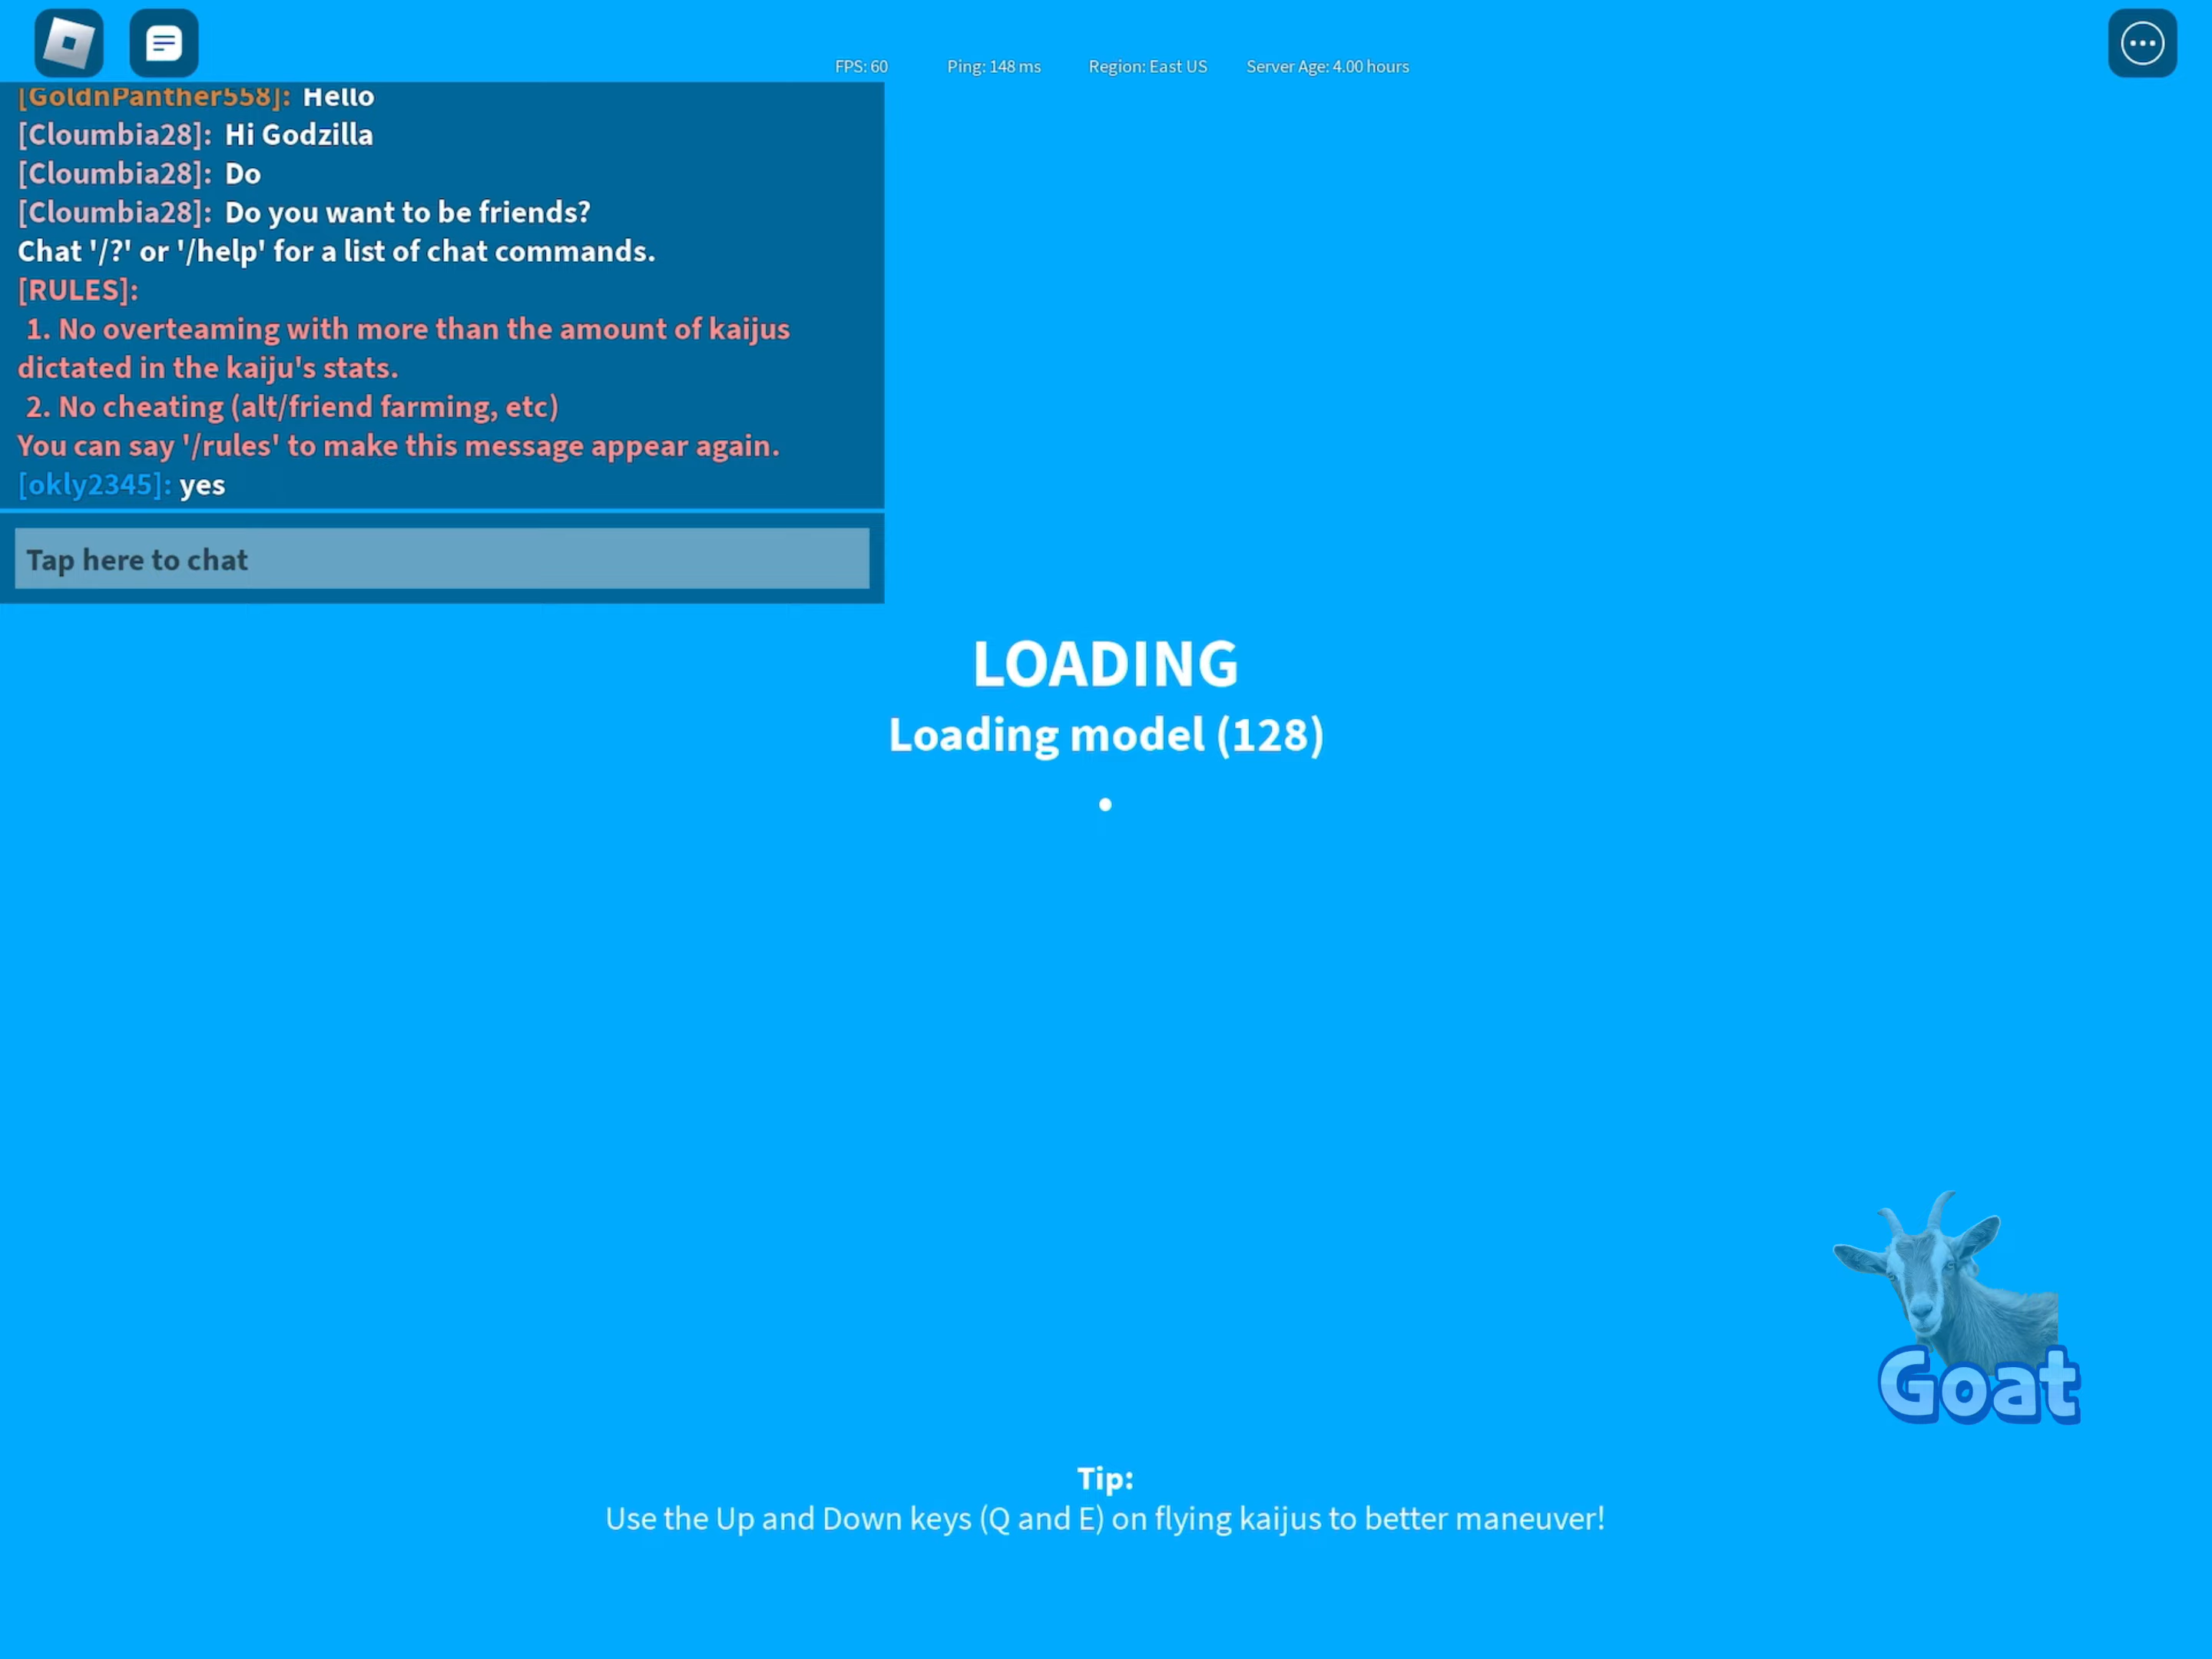 FPS: 60 Ping: 148 ms Region: East US Server Age: 4.00 hours
[GoldnPanther558]: Hello
[Cloumbia28]: Hi Godzilla
[Cloumbia28]: Do
[Cloumbia28]: Do you want to be friends?
Chat '/?' or '/help' for a list of chat commands.
[RULES]:
1. No overteaming with more than the amount of kaijus
dictated in the kaiju's stats.
2. No cheating (alt/friend farming, etc)
You can say '/rules' to make this message appear again.
[okly2345]: yes
Tap here to chat
LOADING
Loading model (128)
Goat
Tip:
Use the Up and Down keys (Q and E) on flying kaijus to better maneuver!